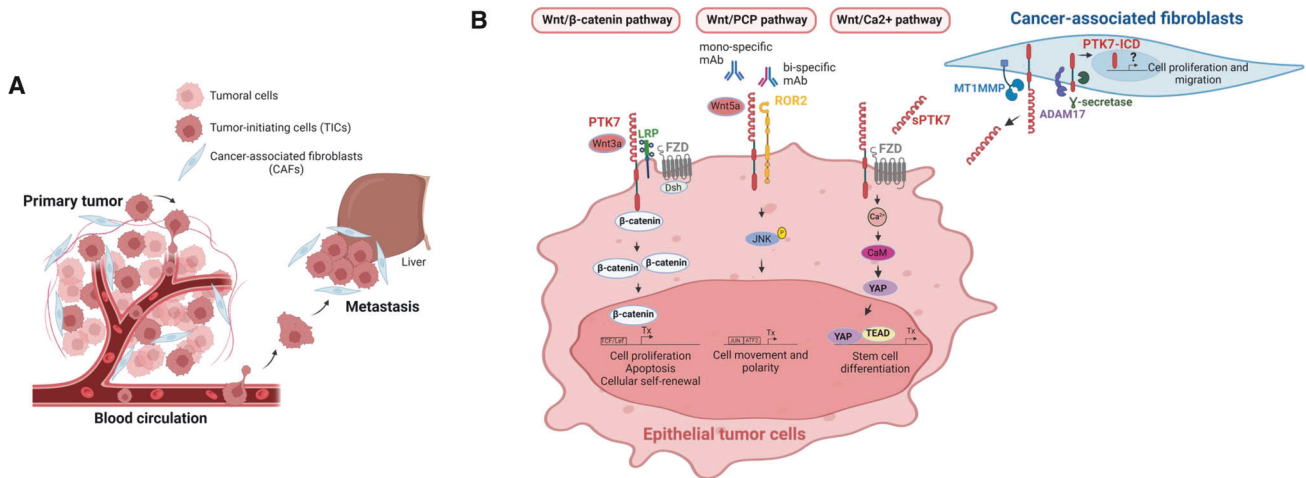 A
Tumoral cells
Tumor-initiating cells (TICs)
Cancer-associated fibroblasts
(CAFs)
Primary tumor
Liver
Metastasis
Blood circulation
B
Wnt/β-catenin pathway
Wnt/PCP pathway
Wnt/Ca2+ pathway
Cancer-associated fibroblasts
mono-specific
mAb
bi-specific
mAb
PTK7-ICD
?
Cell proliferation and
migration
MT1MMP
ADAM17
γ-secretase
PTK7
Wnt3a
LRP
FZD
Dsh
Wnt5a
ROR2
sPTK7
FZD
β-catenin
β-catenin
β-catenin
β-catenin
JNK
P
Ca²⁺
CaM
YAP
YAP
TEAD
TCF/Lef
Tx
JUN
ATF2
Tx
Tx
Cell proliferation
Apoptosis
Cellular self-renewal
Cell movement and
polarity
Stem cell
differentiation
Epithelial tumor cells